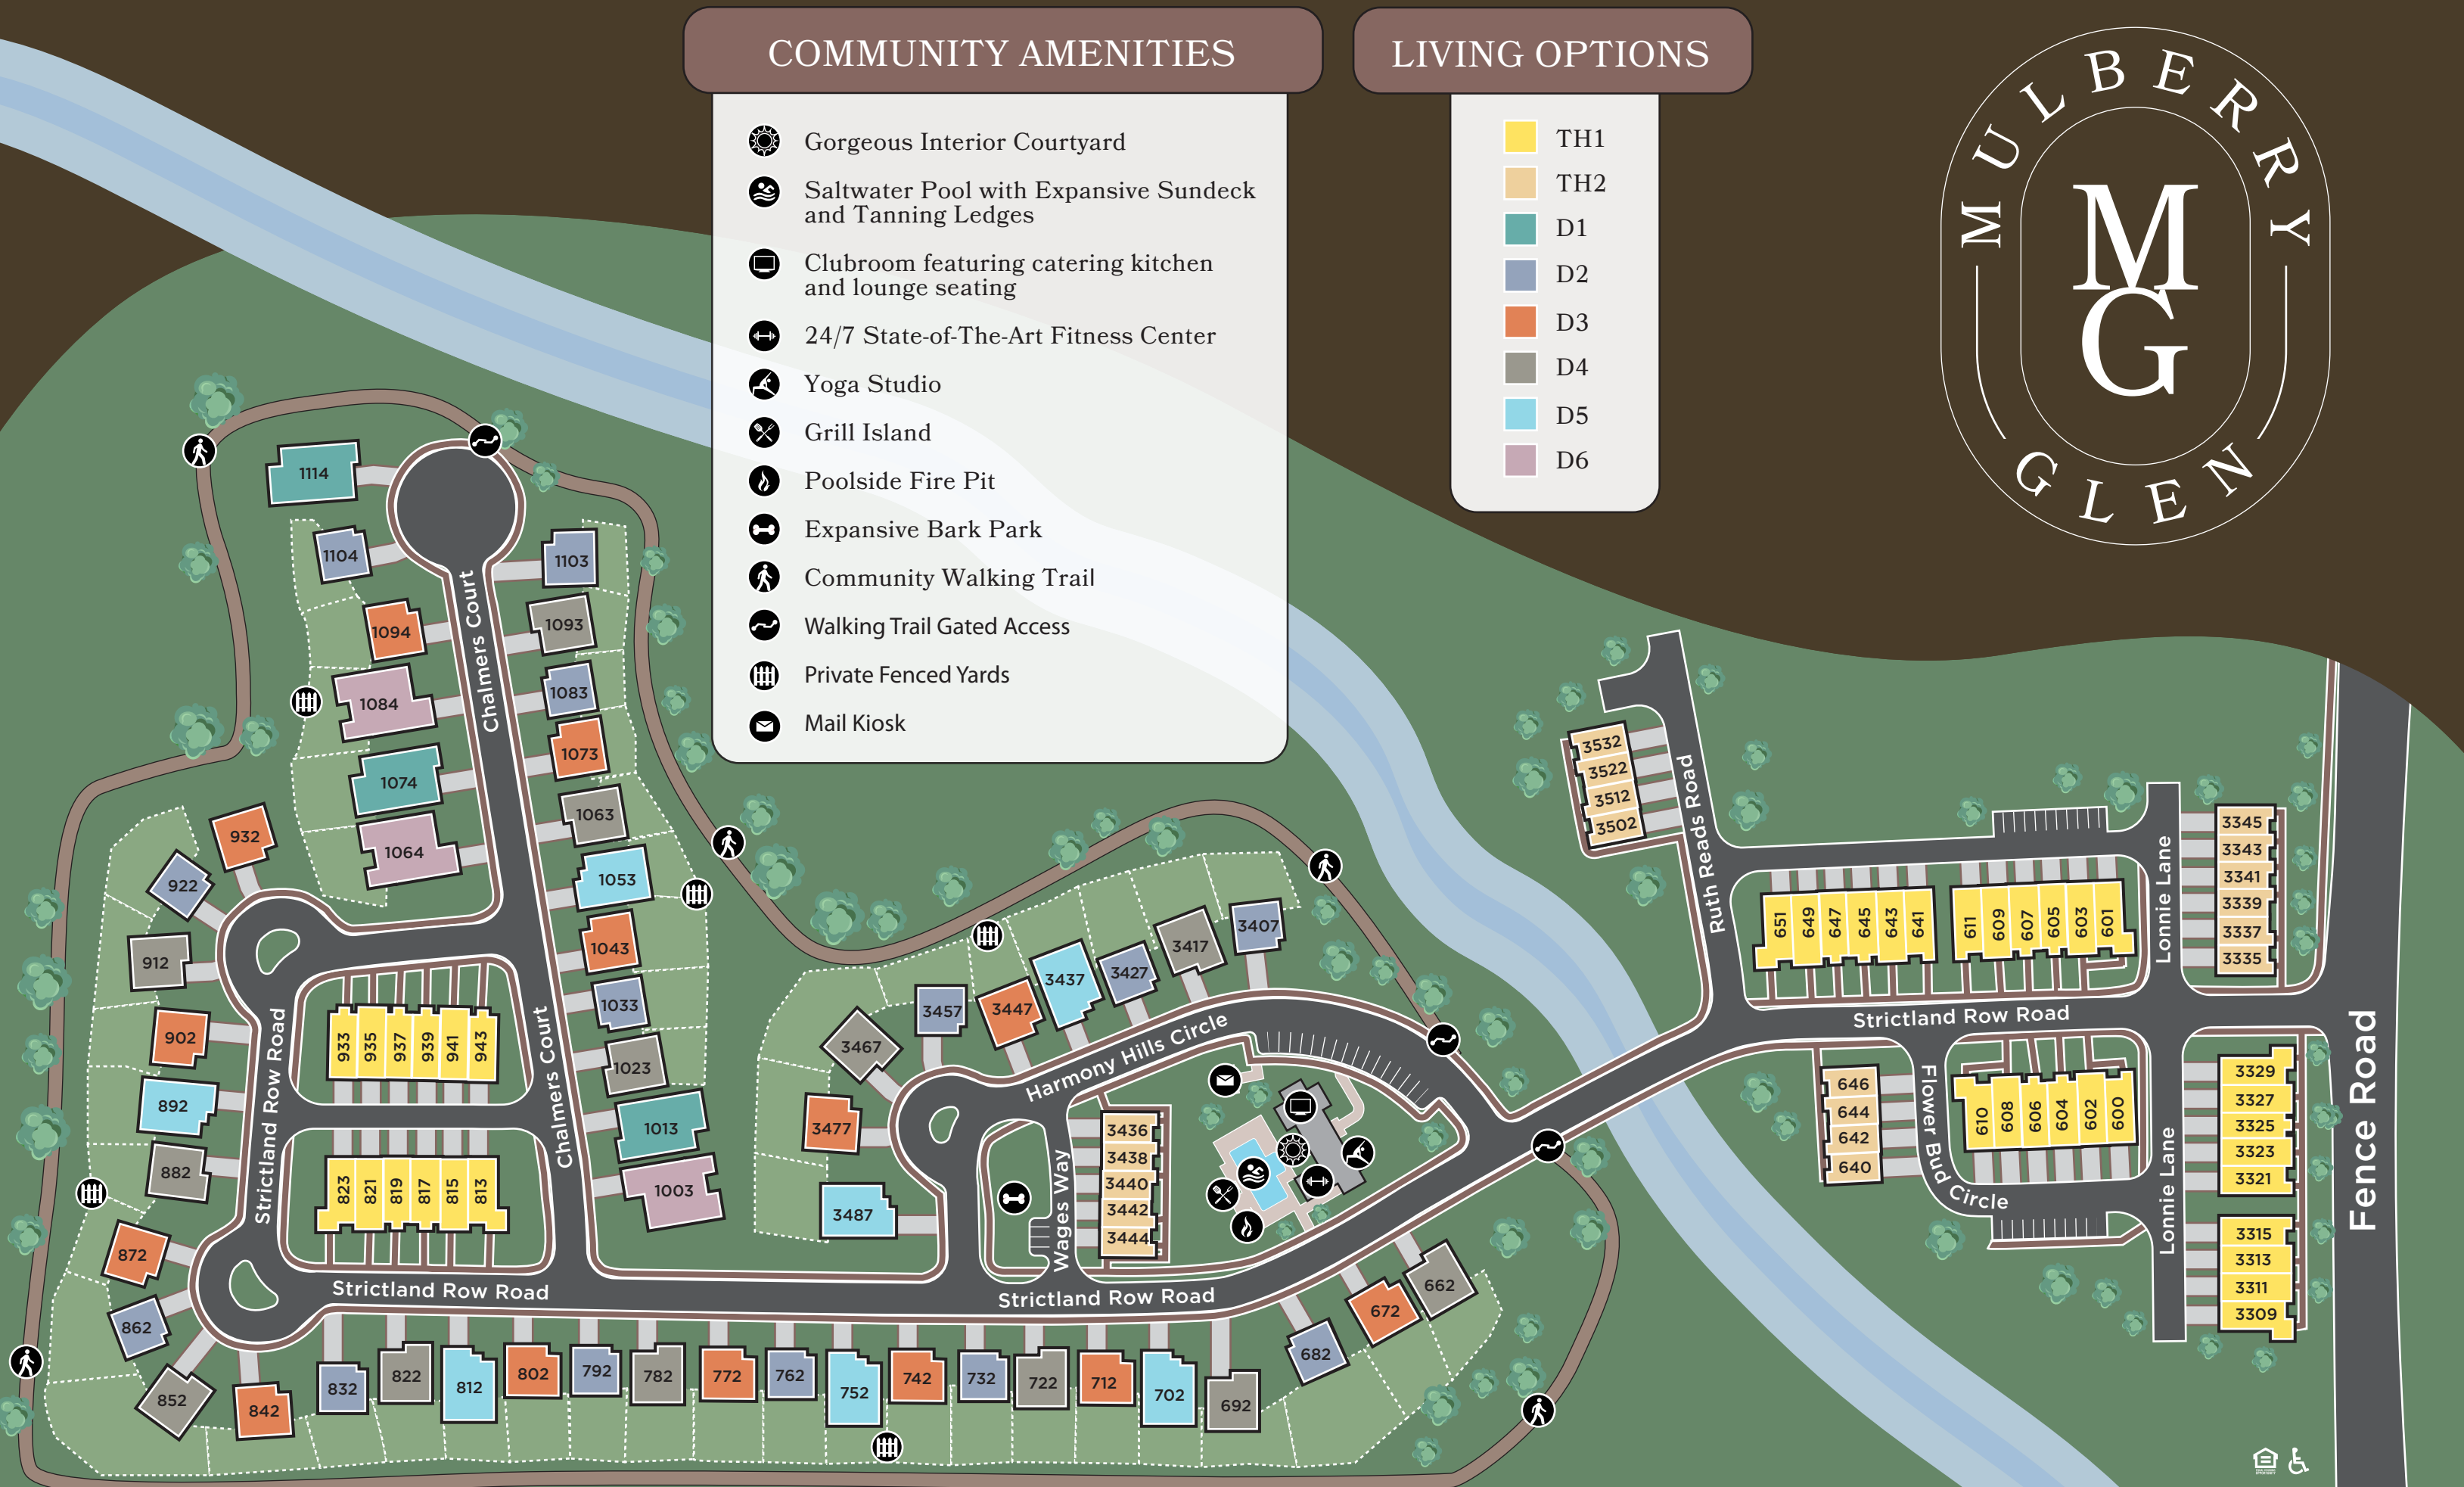 COMMUNITY AMENITIES
Gorgeous Interior Courtyard
Saltwater Pool with Expansive Sundeck
and Tanning Ledges
Clubroom featuring catering kitchen
and lounge seating
24/7 State-of-The-Art Fitness Center
Yoga Studio
Grill Island
Poolside Fire Pit
Expansive Bark Park
Community Walking Trail
Walking Trail Gated Access
Private Fenced Yards
Mail Kiosk
LIVING OPTIONS
TH1
TH2
D1
D2
D3
D4
D5
D6
MULBERRY
MG
GLEN
1114
1104
1094
1084
1074
1064
Chalmers Court
1103
1093
1083
1073
1063
1053
1043
1033
1023
1013
1003
Chalmers Court
932
922
912
902
892
882
872
862
852
842
Strictland Row Road
933
935
937
939
941
943
823
821
819
817
815
813
Strictland Row Road
832
822
812
802
792
782
772
762
752
742
732
722
712
702
692
682
672
662
Strictland Row Road
3407
3417
3427
3437
3447
3457
3467
3477
3487
Harmony Hills Circle
Wages Way
3436
3438
3440
3442
3444
3532
3522
3512
3502
Ruth Reads Road
651
649
647
645
643
641
611
609
607
605
603
601
Lonnie Lane
3345
3343
3341
3339
3337
3335
Strictland Row Road
646
644
642
640
Flower Bud Circle
610
608
606
604
602
600
Lonnie Lane
3329
3327
3325
3323
3321
3315
3313
3311
3309
Fence Road